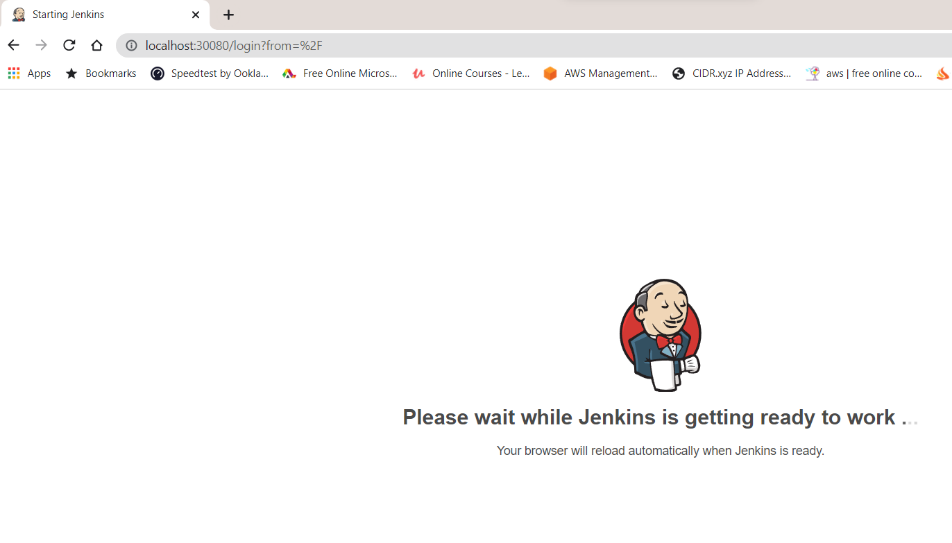 Starting Jenkins
localhost:30080/login?from=%2F
Apps Bookmarks Speedtest by Ookla... Free Online Micros... Online Courses - Le... AWS Management... CIDR.xyz IP Address... aws | free online co...
Please wait while Jenkins is getting ready to work ...
Your browser will reload automatically when Jenkins is ready.